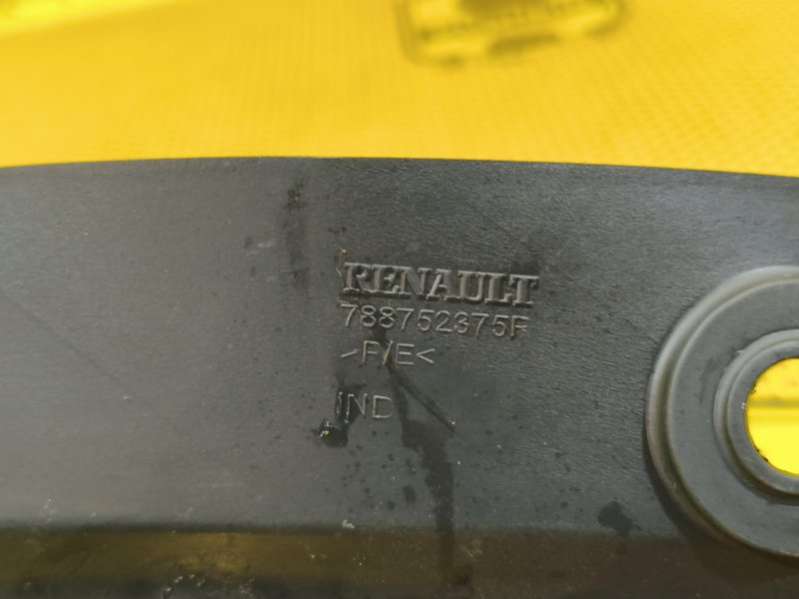 RENAULT
788752375R
>P/E<
IND